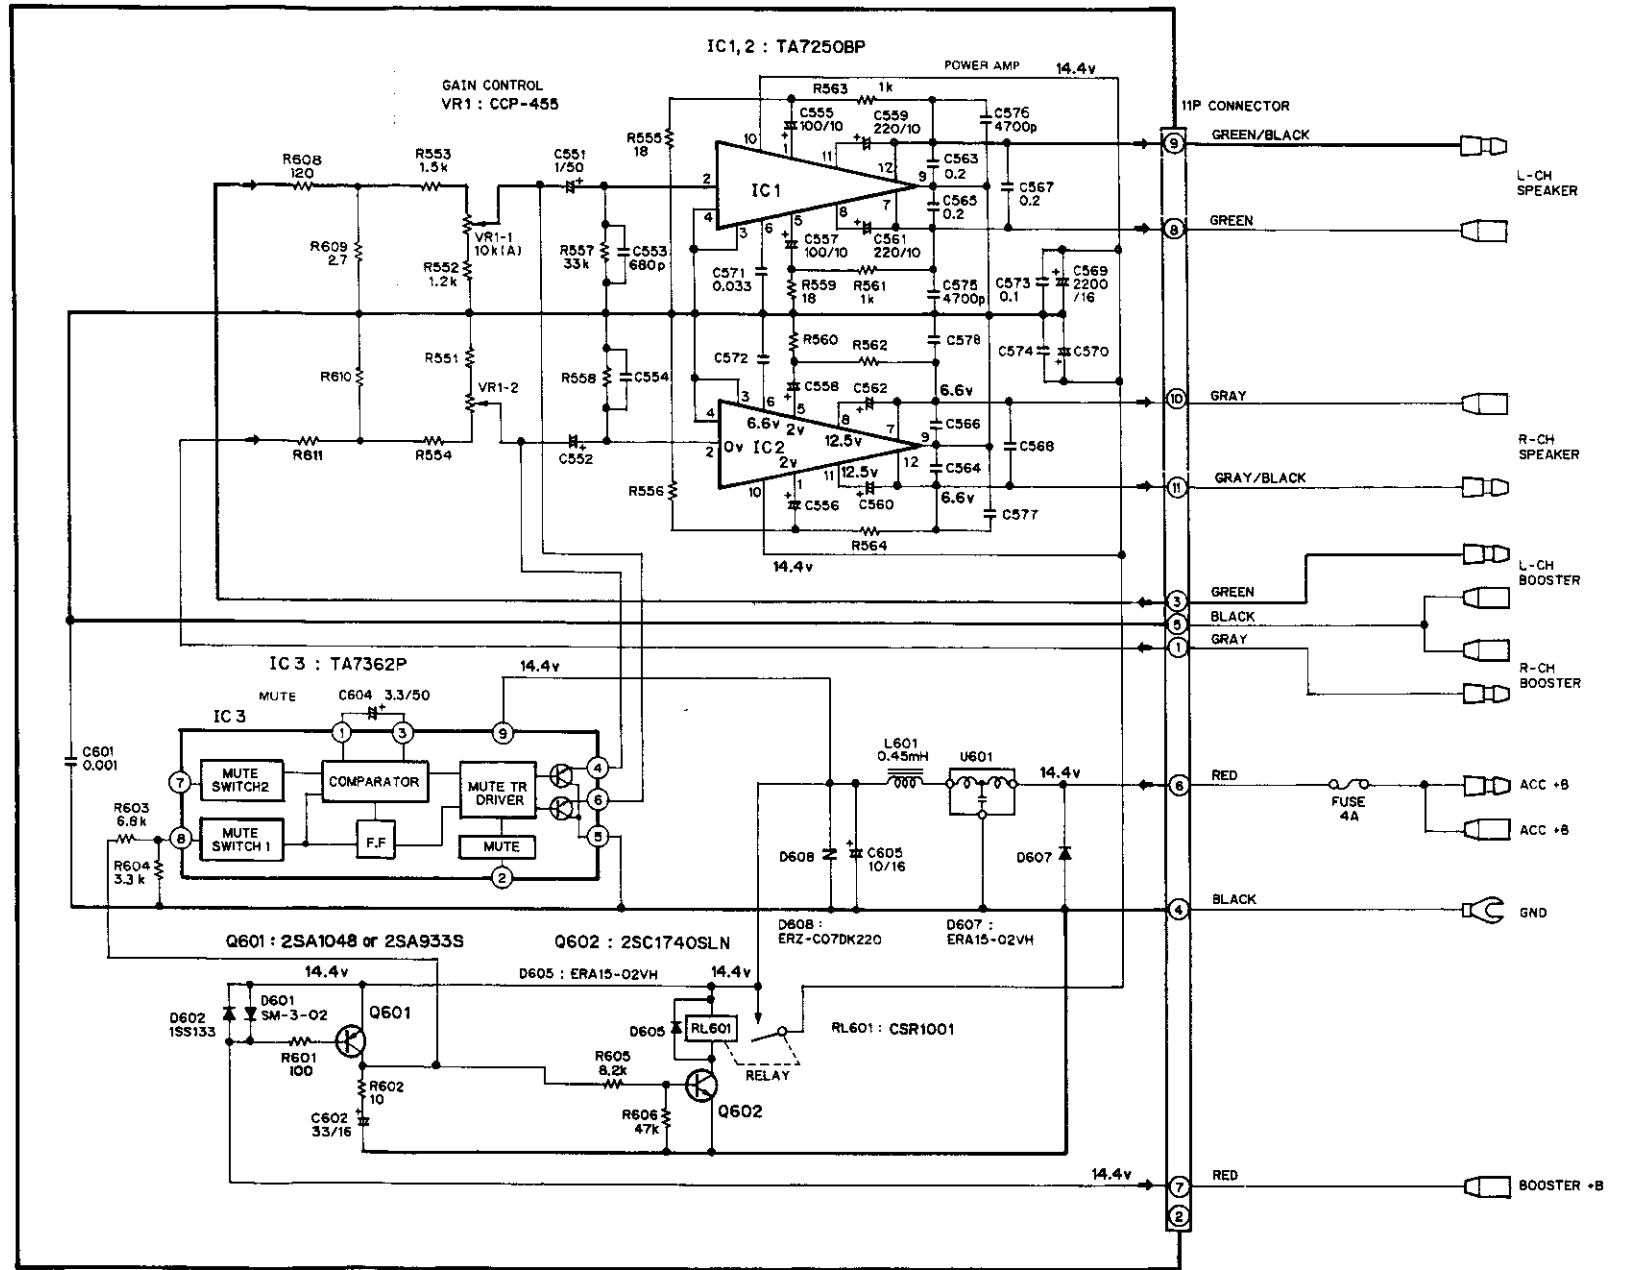 IC1,2 : TA7250BP
POWER AMP
14.4v
GAIN CONTROL
VR1 : CCP-455
11P CONNECTOR
R563
1k
C555
100/10
C559
220/10
C576
4700p
R555
18
10
1
11
12
9
GREEN/BLACK
L-CH
SPEAKER
R608
120
R553
1.5k
C551
1/50
2
IC1
9
C563
0.2
C565
0.2
C567
0.2
4
3
6
5
8
7
8
GREEN
R609
2.7
VR1-1
10k(A)
R552
1.2k
R557
33k
C553
680p
C571
0.033
C557
100/10
C561
220/10
R559
18
R561
1k
C575
4700p
C573
0.1
C569
2200
/16
R551
R610
VR1-2
R558
C554
C572
R560
R562
C578
C574
C570
C558
C562
6.6v
10
GRAY
3
6
5
8
7
4
6.6v
2v
12.5v
9
C566
C568
R-CH
SPEAKER
R611
R554
C552
2
0v
IC2
2v
11
12.5v
12
C564
R556
10
1
C556
C560
6.6v
11
GRAY/BLACK
C577
R564
14.4v
L-CH
BOOSTER
3
GREEN
5
BLACK
1
GRAY
R-CH
BOOSTER
IC3 : TA7362P
14.4v
MUTE
C604 3.3/50
IC3
1
3
9
C601
0.001
7
MUTE
SWITCH2
COMPARATOR
MUTE TR
DRIVER
4
6
5
R603
6.8k
8
MUTE
SWITCH1
F.F
MUTE
2
R604
3.3k
L601
0.45mH
U601
14.4v
6
RED
FUSE
4A
ACC +B
ACC +B
D608
C605
10/16
D607
4
BLACK
GND
D608 :
ERZ-C07DK220
D607 :
ERA15-02VH
Q601 : 2SA1048 or 2SA933S
Q602 : 2SC1740SLN
14.4v
D605 : ERA15-02VH
14.4v
D602
1SS133
D601
SM-3-02
Q601
R601
100
D605
RL601
RL601 : CSR1001
RELAY
R605
8.2k
R602
10
C602
33/16
R606
47k
Q602
14.4v
7
RED
BOOSTER +B
2